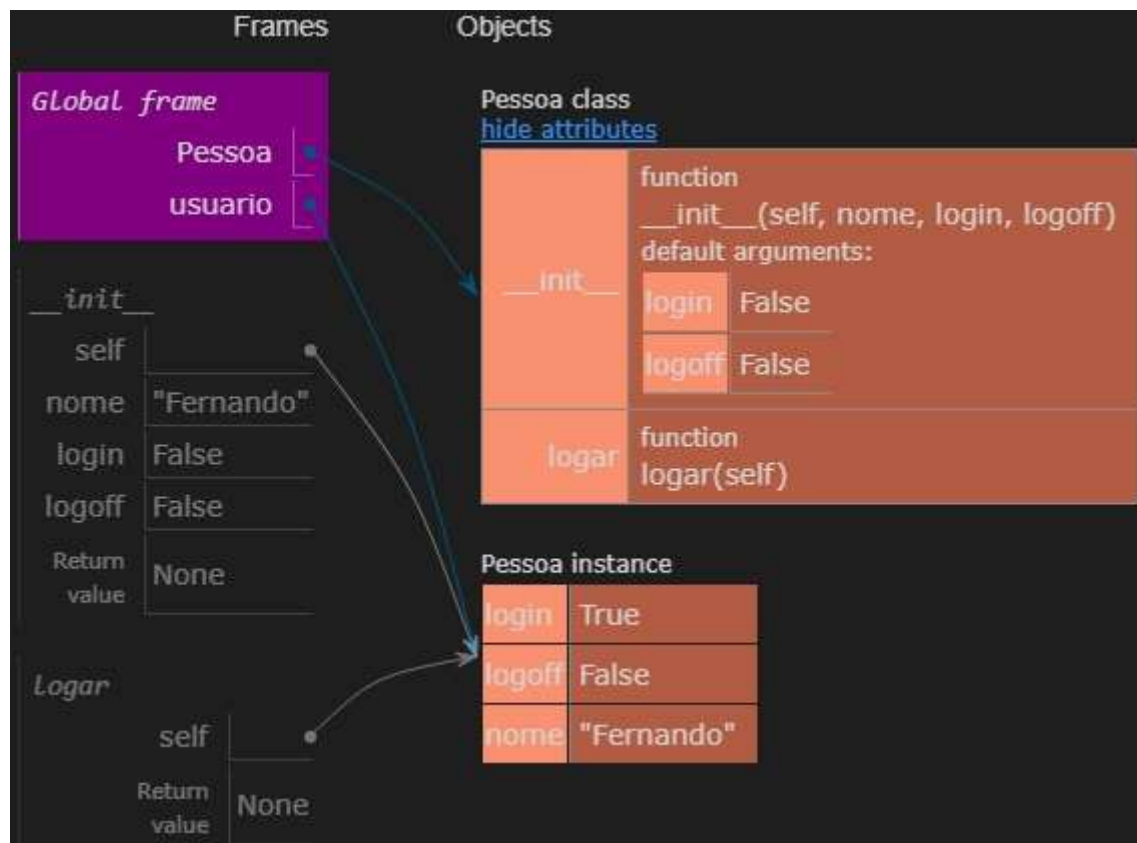 Frames Objects
Global frame
Pessoa
usuario
__init__
self
nome "Fernando"
login False
logoff False
Return
value None
Logar
self
Return
value None
Pessoa class
hide attributes
__init__
function
__init__(self, nome, login, logoff)
default arguments:
login False
logoff False
logar
function
logar(self)
Pessoa instance
login True
logoff False
nome "Fernando"